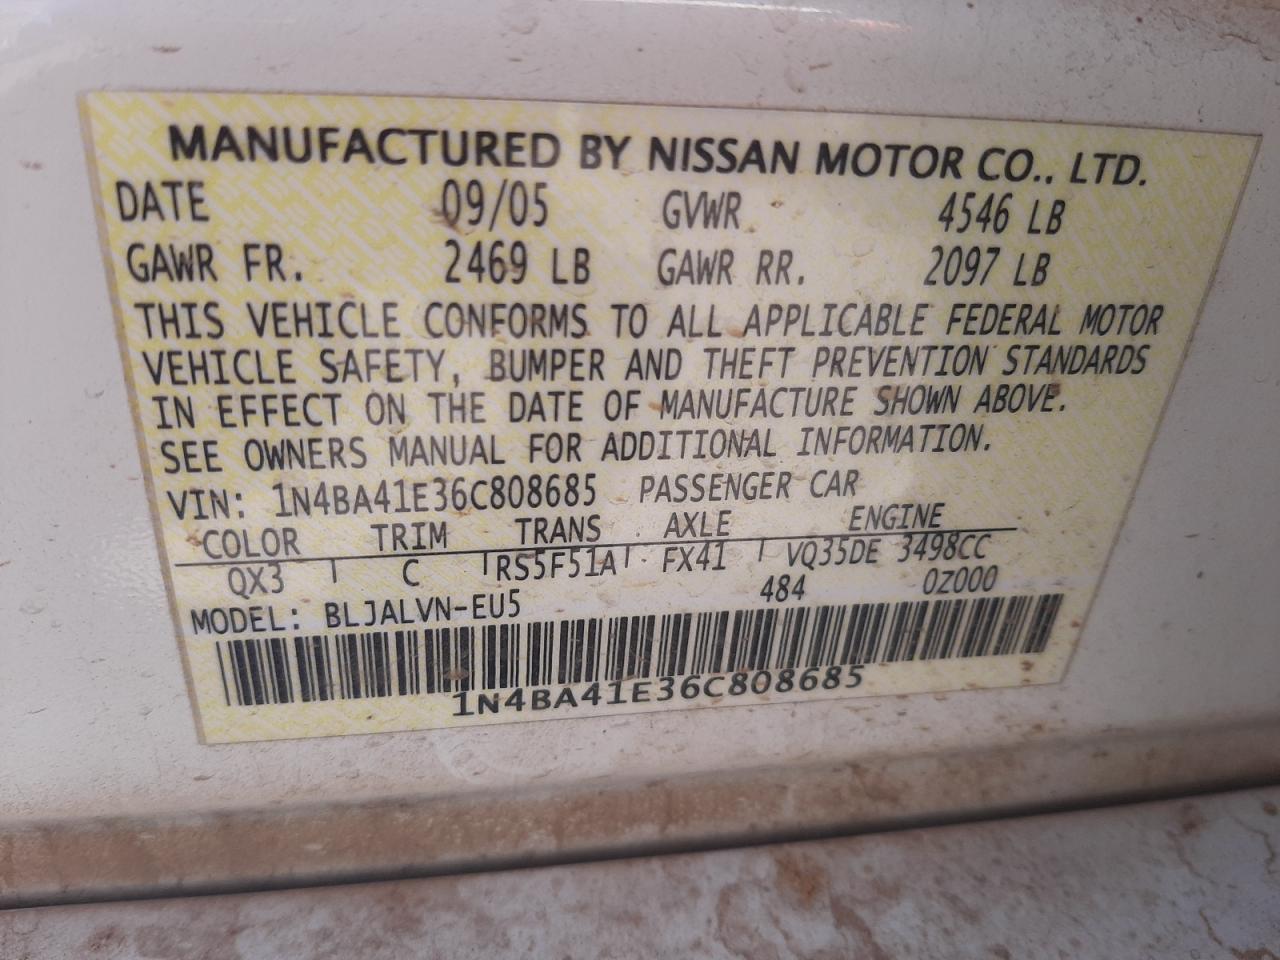 MANUFACTURED BY NISSAN MOTOR CO., LTD.
DATE 09/05 GVWR 4546 LB
GAWR FR. 2469 LB GAWR RR. 2097 LB
THIS VEHICLE CONFORMS TO ALL APPLICABLE FEDERAL MOTOR
VEHICLE SAFETY, BUMPER AND THEFT PREVENTION STANDARDS
IN EFFECT ON THE DATE OF MANUFACTURE SHOWN ABOVE.
SEE OWNERS MANUAL FOR ADDITIONAL INFORMATION.
VIN: 1N4BA41E36C808685 PASSENGER CAR
COLOR TRIM TRANS AXLE ENGINE
QX3 C RS5F51A FX41 VQ35DE 3498CC
MODEL: BLJALVN-EU5 484 0Z000
1N4BA41E36C808685